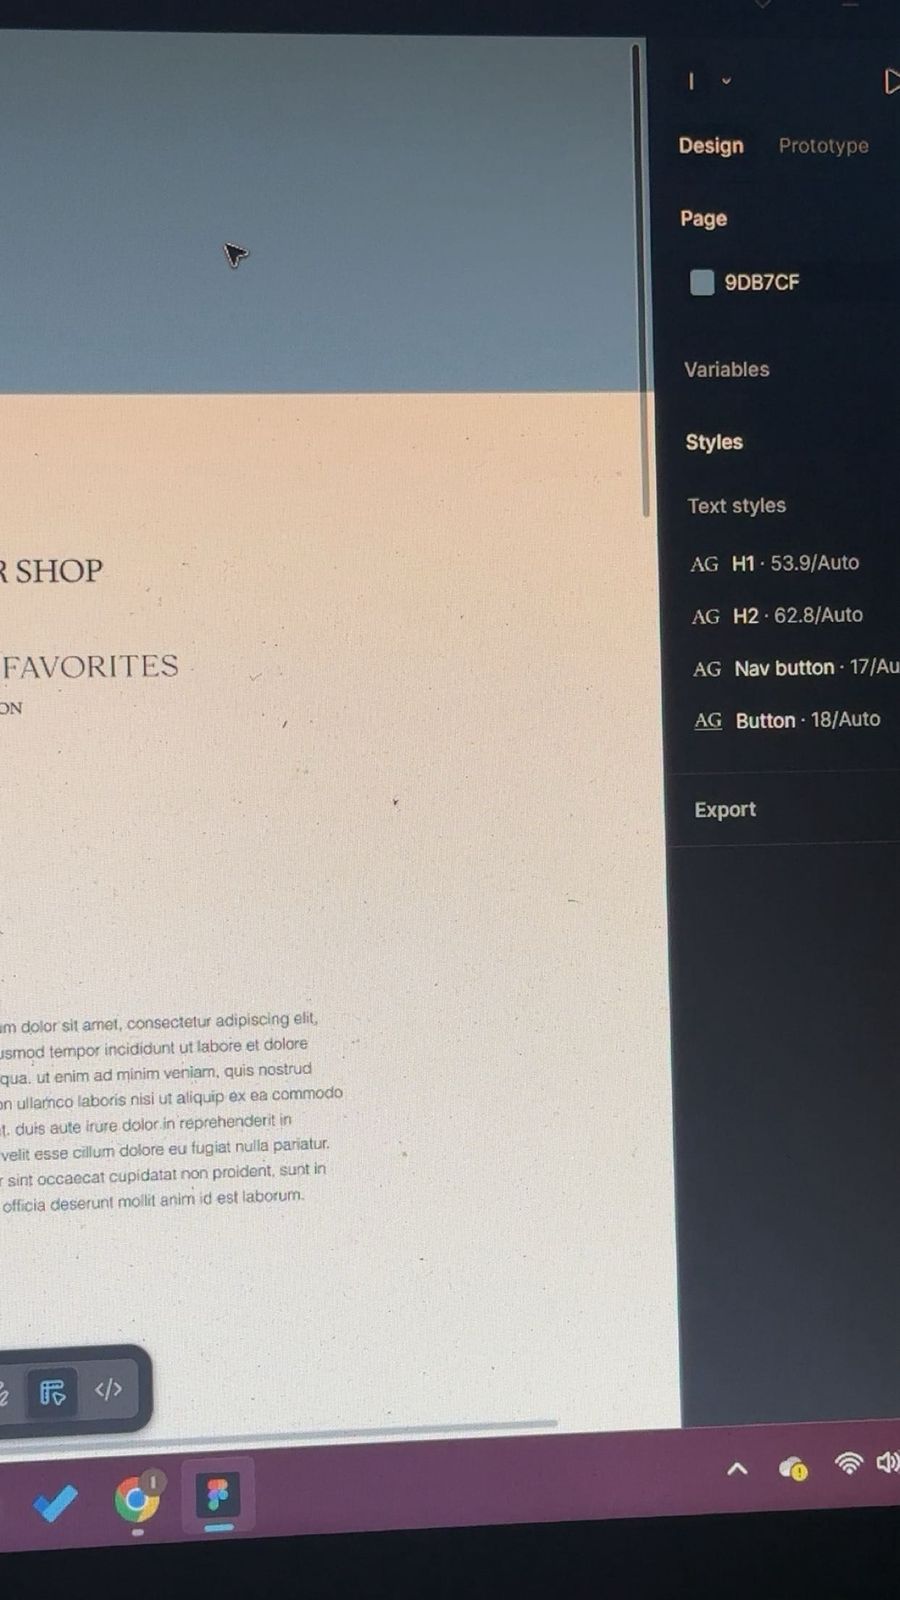 Design Prototype
Page
9DB7CF
Variables
Styles
Text styles
AG H1 · 53.9/Auto
AG H2 · 62.8/Auto
AG Nav button · 17/Au
AG Button · 18/Auto
Export
R SHOP
FAVORITES
ON
um dolor sit amet, consectetur adipiscing elit,
usmod tempor incididunt ut labore et dolore
qua. ut enim ad minim veniam, quis nostrud
on ullamco laboris nisi ut aliquip ex ea commodo
t. duis aute irure dolor in reprehenderit in
velit esse cillum dolore eu fugiat nulla pariatur.
r sint occaecat cupidatat non proident, sunt in
officia deserunt mollit anim id est laborum.